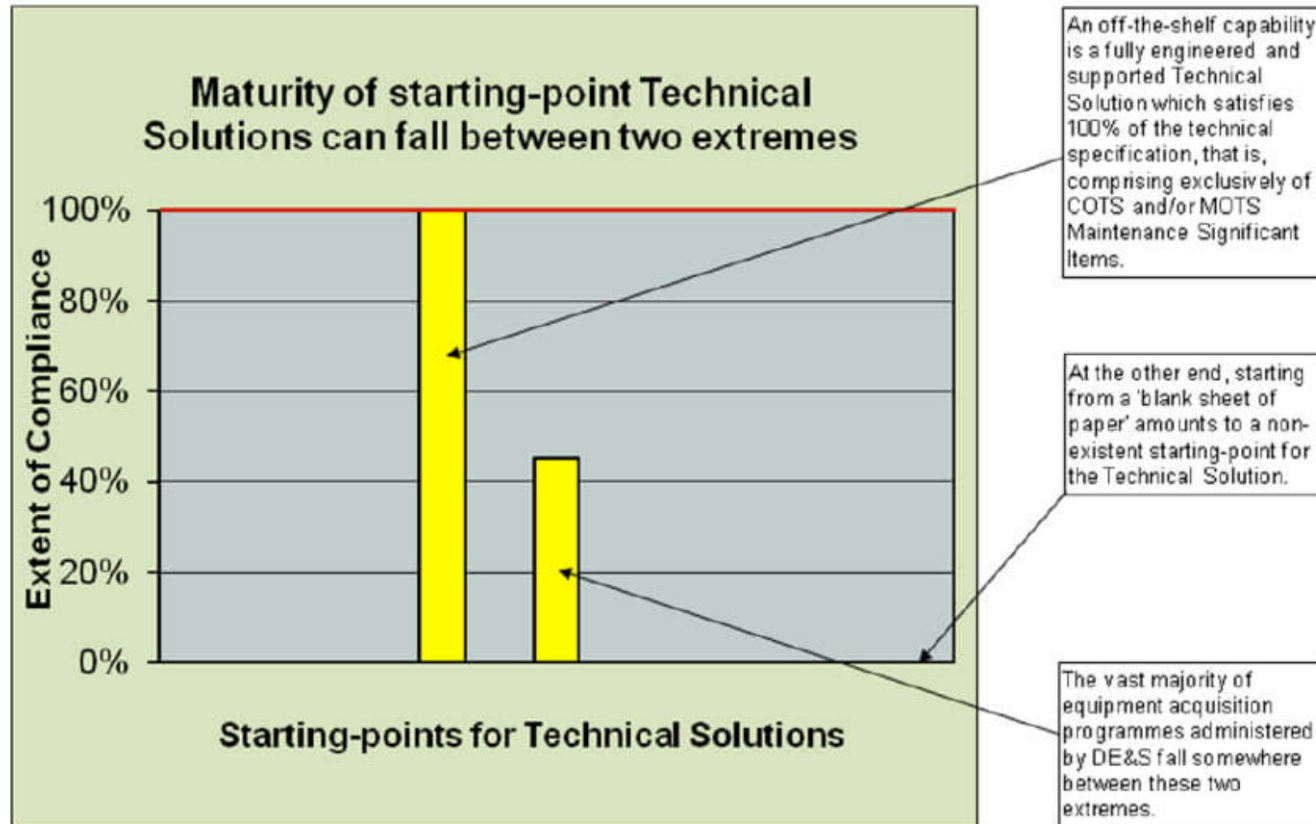 Maturity of starting-point Technical
Solutions can fall between two extremes
100%
80%
60%
40%
20%
0%
Extent of Compliance
Starting-points for Technical Solutions
An off-the-shelf capability
is a fully engineered and
supported Technical
Solution which satisfies
100% of the technical
specification, that is,
comprising exclusively of
COTS and/or MOTS
Maintenance Significant
Items.
At the other end, starting
from a 'blank sheet of
paper' amounts to a non-
existent starting-point for
the Technical Solution.
The vast majority of
equipment acquisition
programmes administered
by DE&S fall somewhere
between these two
extremes.